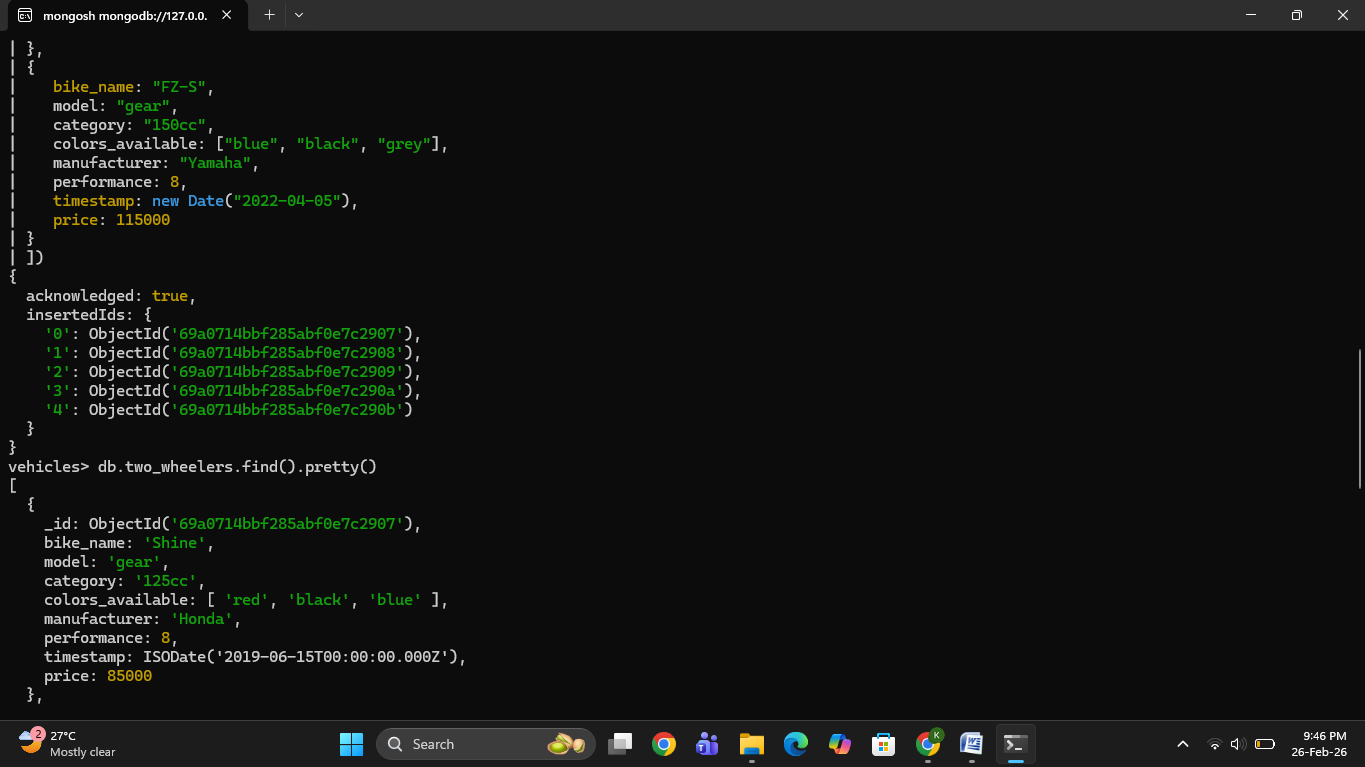 mongosh mongodb://127.0.0.
| },
| {
|    bike_name: "FZ-S",
|    model: "gear",
|    category: "150cc",
|    colors_available: ["blue", "black", "grey"],
|    manufacturer: "Yamaha",
|    performance: 8,
|    timestamp: new Date("2022-04-05"),
|    price: 115000
| }
| ])
{
  acknowledged: true,
  insertedIds: {
    '0': ObjectId('69a0714bbf285abf0e7c2907'),
    '1': ObjectId('69a0714bbf285abf0e7c2908'),
    '2': ObjectId('69a0714bbf285abf0e7c2909'),
    '3': ObjectId('69a0714bbf285abf0e7c290a'),
    '4': ObjectId('69a0714bbf285abf0e7c290b')
  }
}
vehicles> db.two_wheelers.find().pretty()
[
  {
    _id: ObjectId('69a0714bbf285abf0e7c2907'),
    bike_name: 'Shine',
    model: 'gear',
    category: '125cc',
    colors_available: [ 'red', 'black', 'blue' ],
    manufacturer: 'Honda',
    performance: 8,
    timestamp: ISODate('2019-06-15T00:00:00.000Z'),
    price: 85000
  },
2
27°C
Mostly clear
Search
K
9:46 PM
26-Feb-26